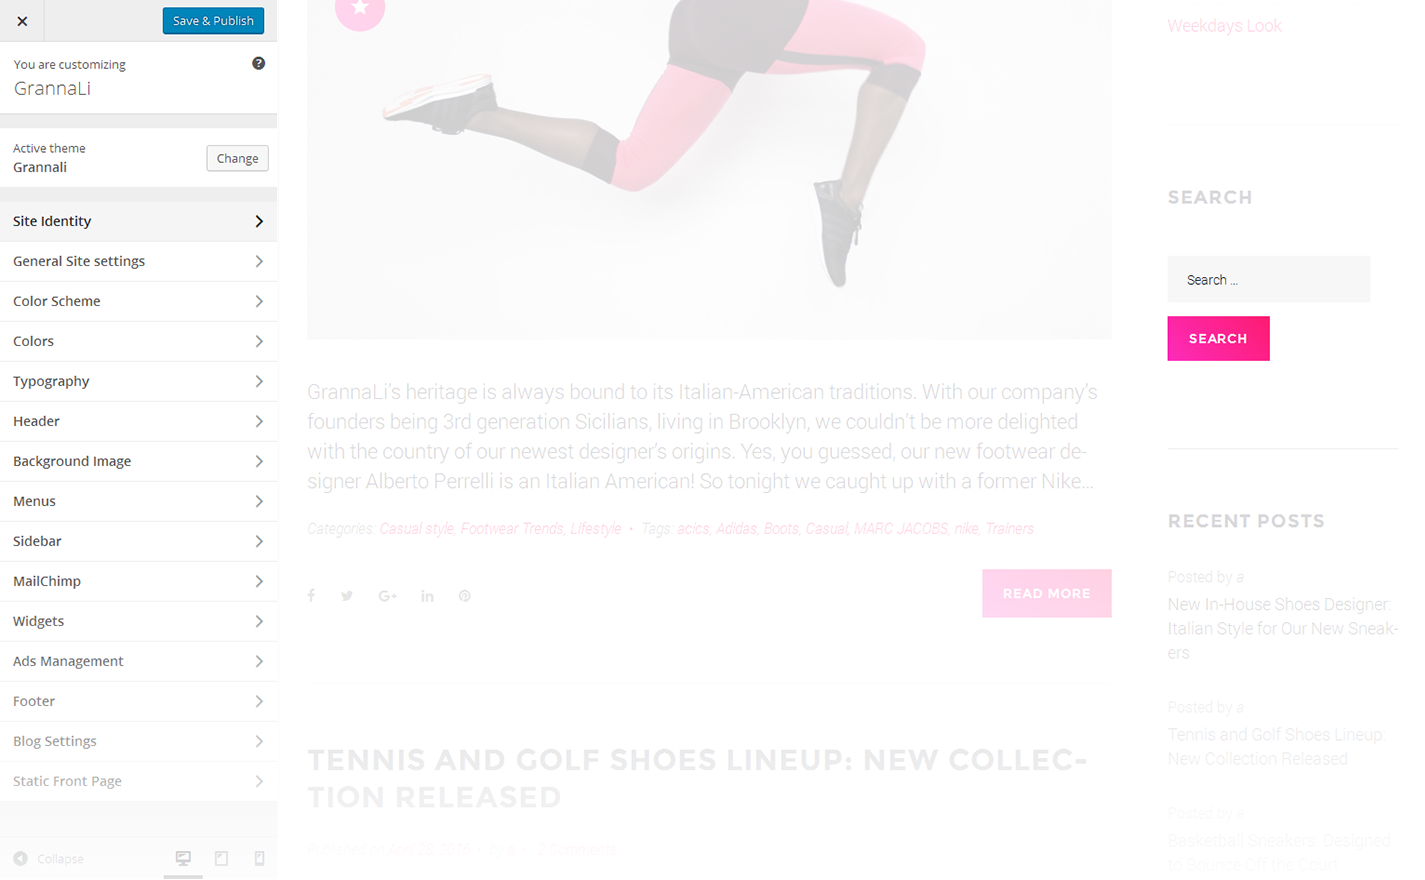 Save & Publish
You are customizing
GrannaLi
Active theme
Grannali
Change
Site Identity
General Site settings
Color Scheme
Colors
Typography
Header
Background Image
Menus
Sidebar
MailChimp
Widgets
Ads Management
Footer
Blog Settings
Static Front Page
Collapse
GrannaLi’s heritage is always bound to its Italian-American traditions. With our company’s
founders being 3rd generation Sicilians, living in Brooklyn, we couldn’t be more delighted
with the country of our newest designer’s origins. Yes, you guessed, our new footwear de-
signer Alberto Perrelli is an Italian American! So tonight we caught up with a former Nike...
Categories: Casual style, Footwear Trends, Lifestyle • Tags: acics, Adidas, Boots, Casual, MARC JACOBS, nike, Trainers
READ MORE
TENNIS AND GOLF SHOES LINEUP: NEW COLLEC-
TION RELEASED
Published on April 28, 2016 • by a • 2 Comments
Weekdays Look
SEARCH
Search ...
SEARCH
RECENT POSTS
Posted by a
New In-House Shoes Designer:
Italian Style for Our New Sneak-
ers
Posted by a
Tennis and Golf Shoes Lineup:
New Collection Released
Posted by a
Basketball Sneakers: Designed
to Bounce Off the Court